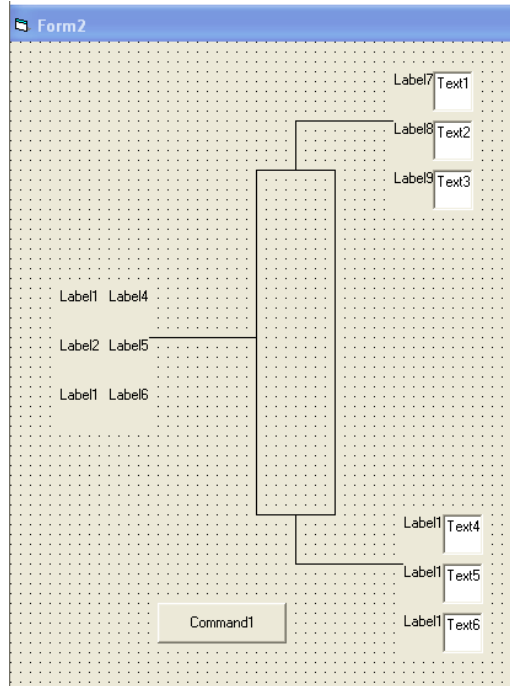 Form2
Label7 Text1
Label8 Text2
Label9 Text3
Label1 Label4
Label2 Label5
Label1 Label6
Label1 Text4
Label1 Text5
Label1 Text6
Command1